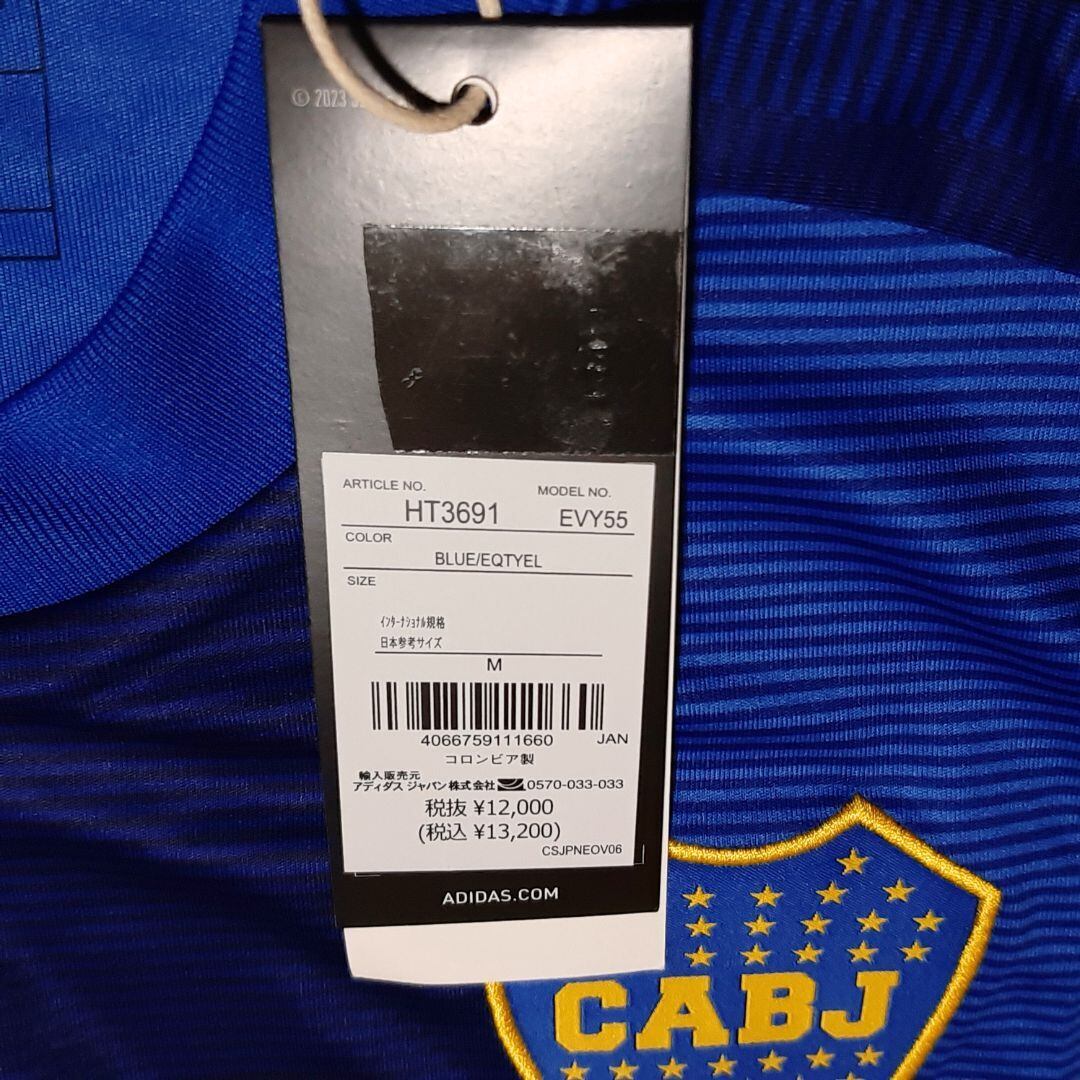 © 2023
ARTICLE NO. MODEL NO.
HT3691 EVY55
COLOR
BLUE/EQTYEL
SIZE
ｲﾝﾀｰﾅｼｮﾅﾙ規格
日本参考サイズ
M
4066759111660 JAN
コロンビア製
輸入販売元
アディダス ジャパン株式会社 0570-033-033
税抜 ¥12,000
(税込 ¥13,200)
CSJPNEOV06
ADIDAS.COM
CABJ